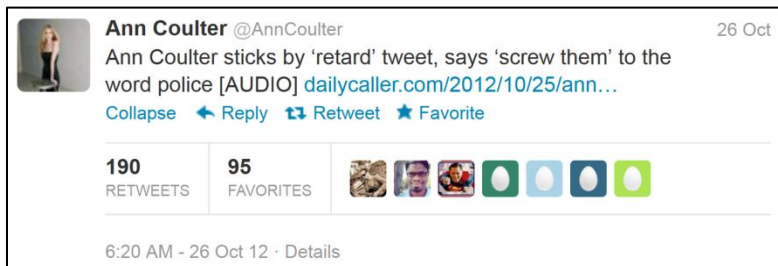 Ann Coulter @AnnCoulter 26 Oct
Ann Coulter sticks by ‘retard’ tweet, says ‘screw them’ to the
word police [AUDIO] dailycaller.com/2012/10/25/ann…
Collapse Reply Retweet Favorite
190 95
RETWEETS FAVORITES
6:20 AM - 26 Oct 12 · Details